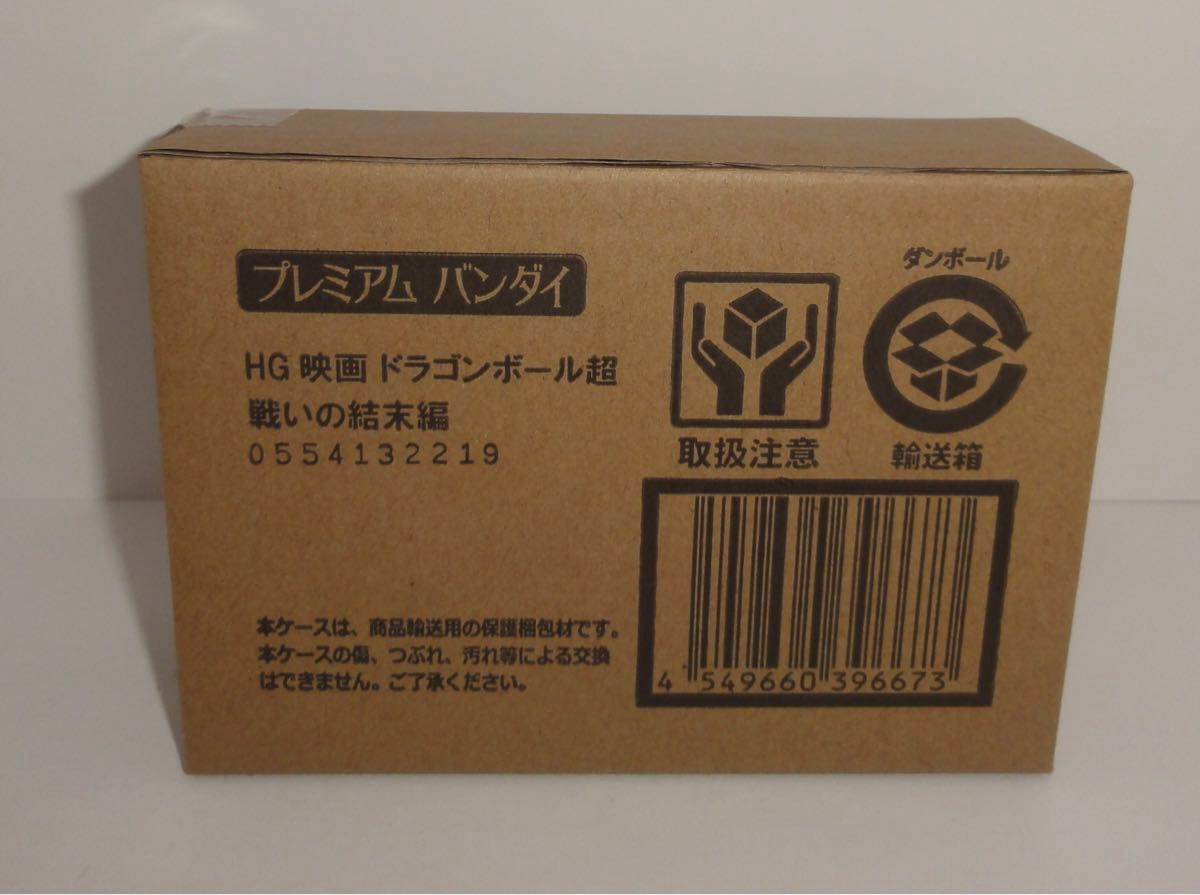 プレミアム バンダイ
HG 映画 ドラゴンボール超
戦いの結末編
0554132219
ダンボール
取扱注意
輸送箱
本ケースは、商品輸送用の保護梱包材です。
本ケースの傷、つぶれ、汚れ等による交換
はできません。ご了承ください。
4 549660 396673